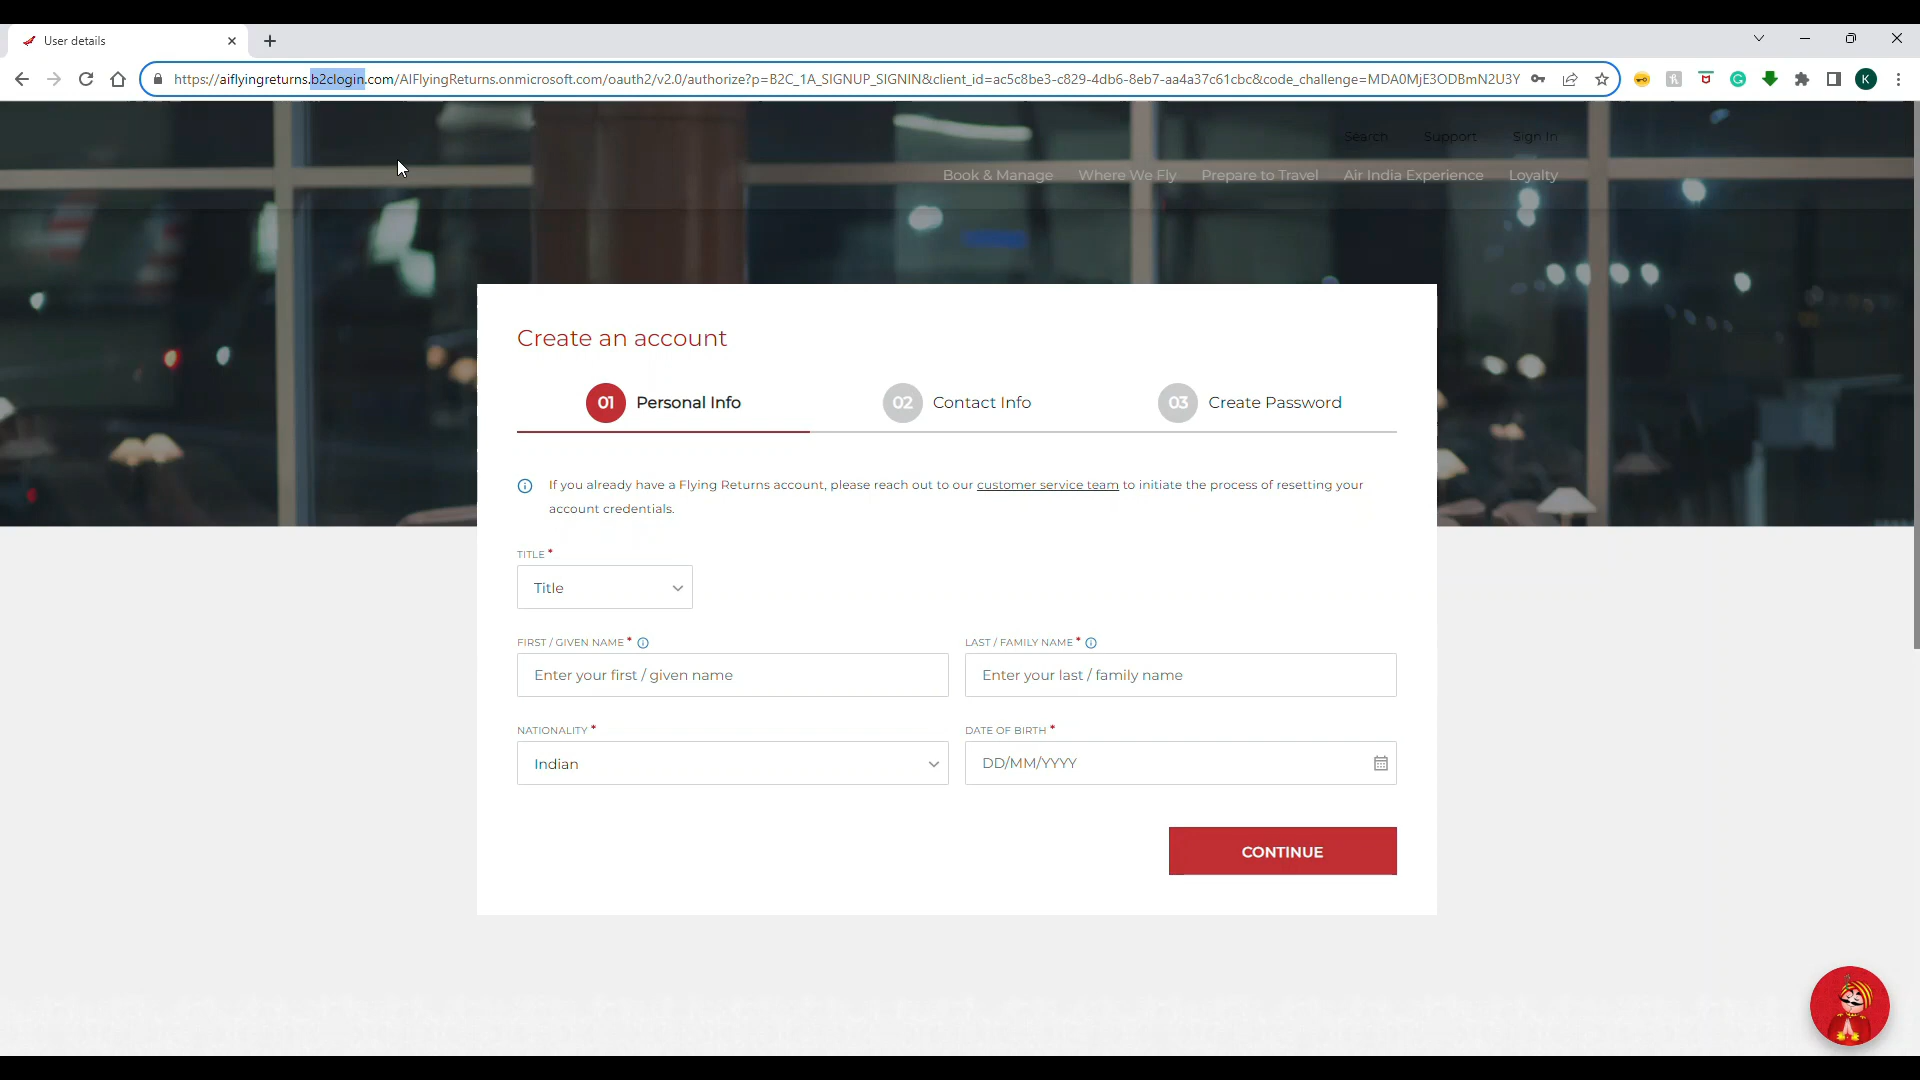 User details
https://aiflyingreturns.b2clogin.com/AIFlyingReturns.onmicrosoft.com/oauth2/v2.0/authorize?p=B2C_1A_SIGNUP_SIGNIN&client_id=ac5c8be3-c829-4db6-8eb7-aa4a37c61cbc&code_challenge=MDA0MjE3ODBmN2U3Y
K
Search Support Sign In
Book & Manage Where We Fly Prepare to Travel Air India Experience Loyalty
Create an account
01 Personal Info 02 Contact Info 03 Create Password
If you already have a Flying Returns account, please reach out to our customer service team to initiate the process of resetting your
account credentials.
TITLE *
Title
FIRST / GIVEN NAME * LAST / FAMILY NAME *
Enter your first / given name Enter your last / family name
NATIONALITY * DATE OF BIRTH *
Indian DD/MM/YYYY
CONTINUE